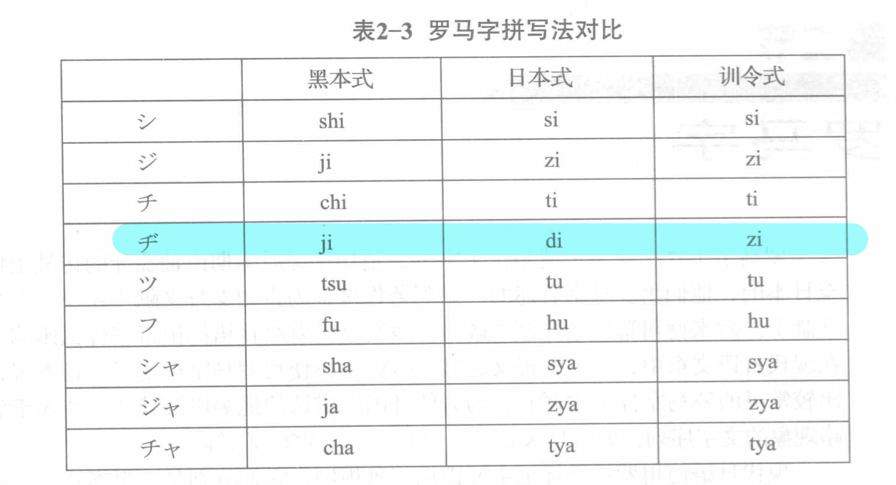 表2-3 罗马字拼写法对比
黑本式 日本式 训令式
シ shi si si
ジ ji zi zi
チ chi ti ti
ヂ ji di zi
ツ tsu tu tu
フ fu hu hu
シャ sha sya sya
ジャ ja zya zya
チャ cha tya tya